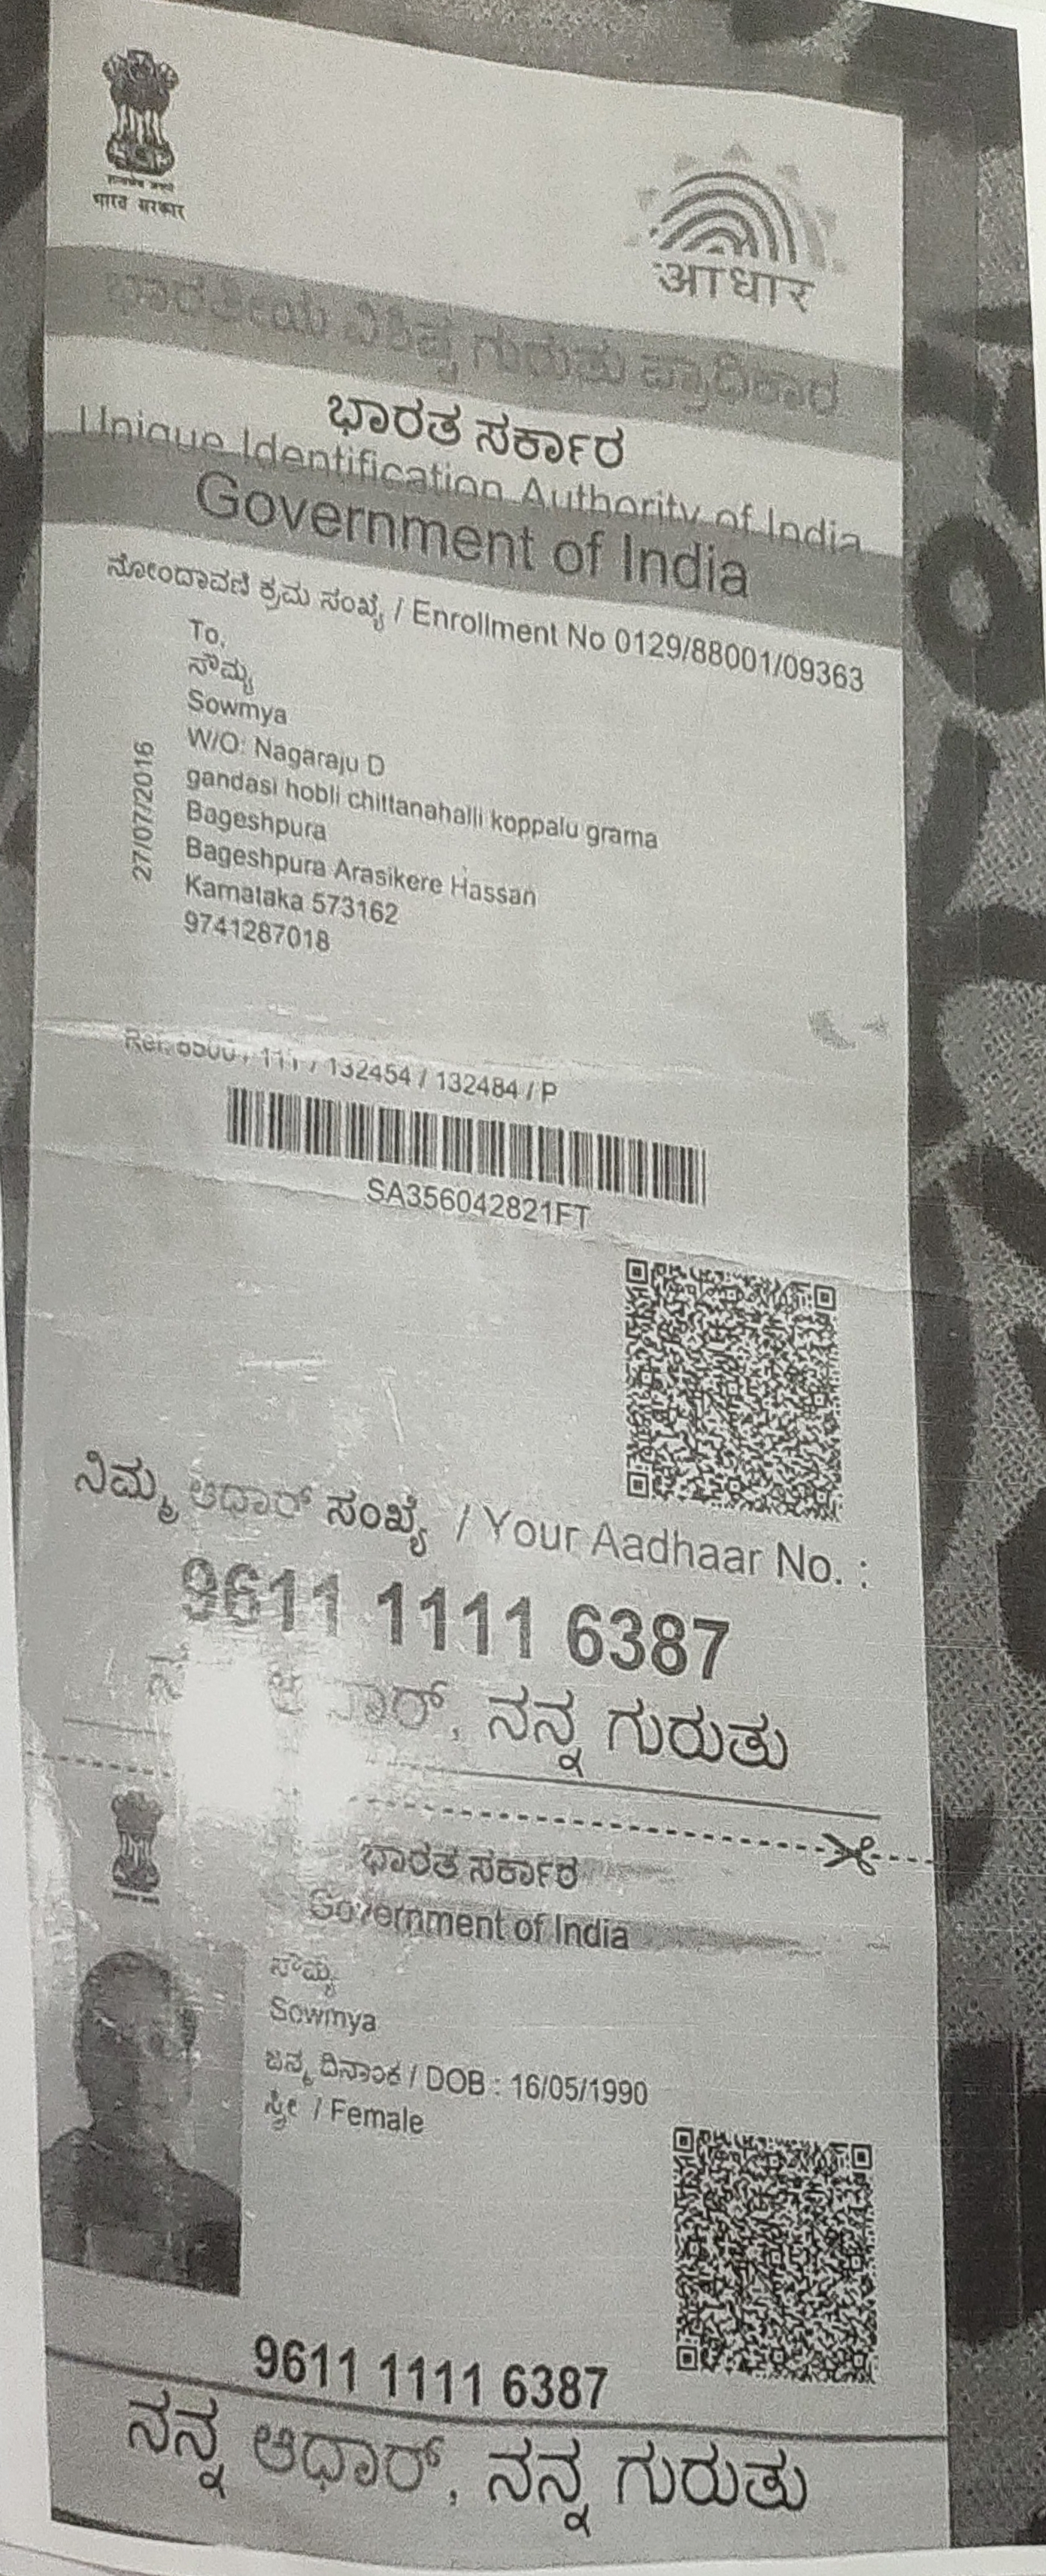 भारत सरकार
आधार
ಭಾರತೀಯ ವಿಶಿಷ್ಟ ಗುರುತು ಪ್ರಾಧಿಕಾರ
ಭಾರತ ಸರ್ಕಾರ
Unique Identification Authority of India
Government of India
ನೋಂದಾವಣಿ ಕ್ರಮ ಸಂಖ್ಯೆ / Enrollment No 0129/88001/09363
To,
ಸೌಮ್ಯ
Sowmya
W/O: Nagaraju D
gandasi hobli chittanahalli koppalu grama
Bageshpura
Bageshpura Arasikere Hassan
Karnataka 573162
9741287018
27/07/2016
132454 / 132484 / P
SA356042821FT
ನಿಮ್ಮ ಆಧಾರ್ ಸಂಖ್ಯೆ / Your Aadhaar No. :
9611 1111 6387
ಆಧಾರ್, ನನ್ನ ಗುರುತು
ಭಾರತ ಸರ್ಕಾರ
Government of India
ಸೌಮ್ಯ
Sowmya
ಜನ್ಮ ದಿನಾಂಕ / DOB : 16/05/1990
ಸ್ತ್ರೀ / Female
9611 1111 6387
ನನ್ನ ಆಧಾರ್, ನನ್ನ ಗುರುತು